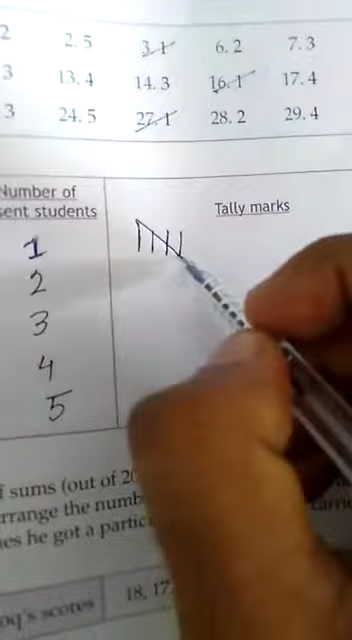 2 2. 5 3. 1 6. 2 7. 3
3 13. 4 14. 3 16. 1 17. 4
3 24. 5 27. 1 28. 2 29. 4
Number of
sent students
Tally marks
1
2
3
4
5
f sums (out of 20
rrange the numb
es he got a partic
oq's scores 18, 17,